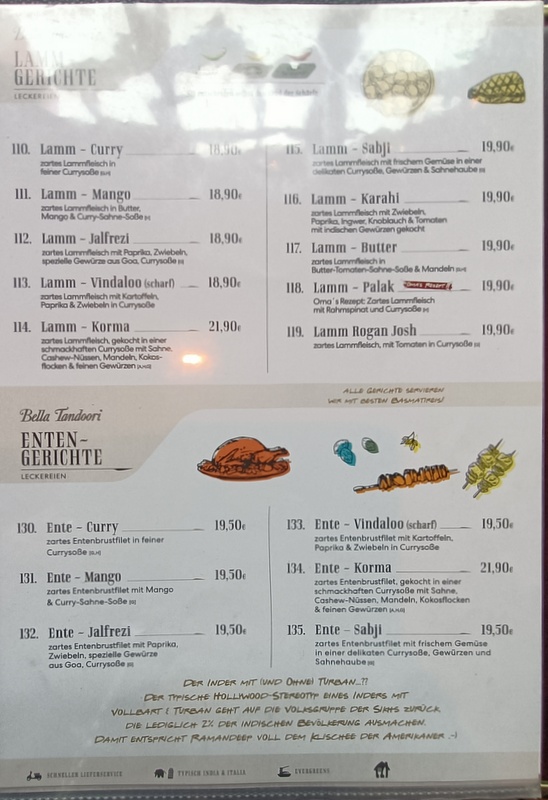 LAMM
GERICHTE
LECKEREIEN
110. Lamm - Curry 18,90€
zartes Lammfleisch in
feiner Currysoße
111. Lamm - Mango 18,90€
zartes Lammfleisch in Butter,
Mango & Curry-Sahne-Soße
112. Lamm - Jalfrezi 18,90€
zartes Lammfleisch mit Paprika, Zwiebeln,
spezielle Gewürze aus Goa, Currysoße
113. Lamm - Vindaloo (scharf) 18,90€
zartes Lammfleisch mit Kartoffeln,
Paprika & Zwiebeln in Currysoße
114. Lamm - Korma 21,90€
zartes Lammfleisch, gekocht in einer
schmackhaften Currysoße mit Sahne,
Cashew-Nüssen, Mandeln, Kokos-
flocken & feinen Gewürzen
115. Lamm - Sabji 19,90€
zartes Lammfleisch mit frischem Gemüse in einer
delikaten Currysoße, Gewürzen & Sahnehaube
116. Lamm - Karahi 19,90€
zartes Lammfleisch mit Zwiebeln,
Paprika, Ingwer, Knoblauch & Tomaten
mit indischen Gewürzen gekocht
117. Lamm - Butter 19,90€
zartes Lammfleisch in
Butter-Tomaten-Sahne-Soße & Mandeln
118. Lamm - Palak 19,90€
Oma's Rezept: Zartes Lammfleisch
mit Rahmspinat und Currysoße
119. Lamm Rogan Josh 19,90€
zartes Lammfleisch, mit Tomaten in Currysoße
ALLE GERICHTE SERVIEREN
WIR MIT BESTEN BASMATIREIS!
Bella Tandoori
ENTEN-
GERICHTE
LECKEREIEN
130. Ente - Curry 19,50€
zartes Entenbrustfilet in feiner
Currysoße
131. Ente - Mango 19,50€
zartes Entenbrustfilet mit Mango
& Curry-Sahne-Soße
132. Ente - Jalfrezi 19,50€
zartes Entenbrustfilet mit Paprika,
Zwiebeln, spezielle Gewürze
aus Goa, Currysoße
133. Ente - Vindaloo (scharf) 19,50€
zartes Entenbrustfilet mit Kartoffeln,
Paprika & Zwiebeln in Currysoße
134. Ente - Korma 21,90€
zartes Entenbrustfilet, gekocht in einer
schmackhaften Currysoße mit Sahne,
Cashew-Nüssen, Mandeln, Kokosflocken
& feinen Gewürzen
135. Ente - Sabji 19,50€
zartes Entenbrustfilet mit frischem Gemüse
in einer delikaten Currysoße, Gewürzen und
Sahnehaube
DER INDER MIT (UND OHNE) TURBAN...??
DER TYPISCHE HOLLYWOOD-STEREOTYP EINES INDERS MIT
VOLLBART & TURBAN GEHT AUF DIE VOLKSGRUPPE DER SIKHS ZURÜCK,
DIE LEDIGLICH 2% DER INDISCHEN BEVÖLKERUNG AUSMACHEN.
DAMIT ENTSPRICHT RAMANDEEP VOLL DEM KLISCHEE DER AMERIKANER :-)
SCHNELLER LIEFERSERVICE TYPISCH INDIA & ITALIA EVERGREENS